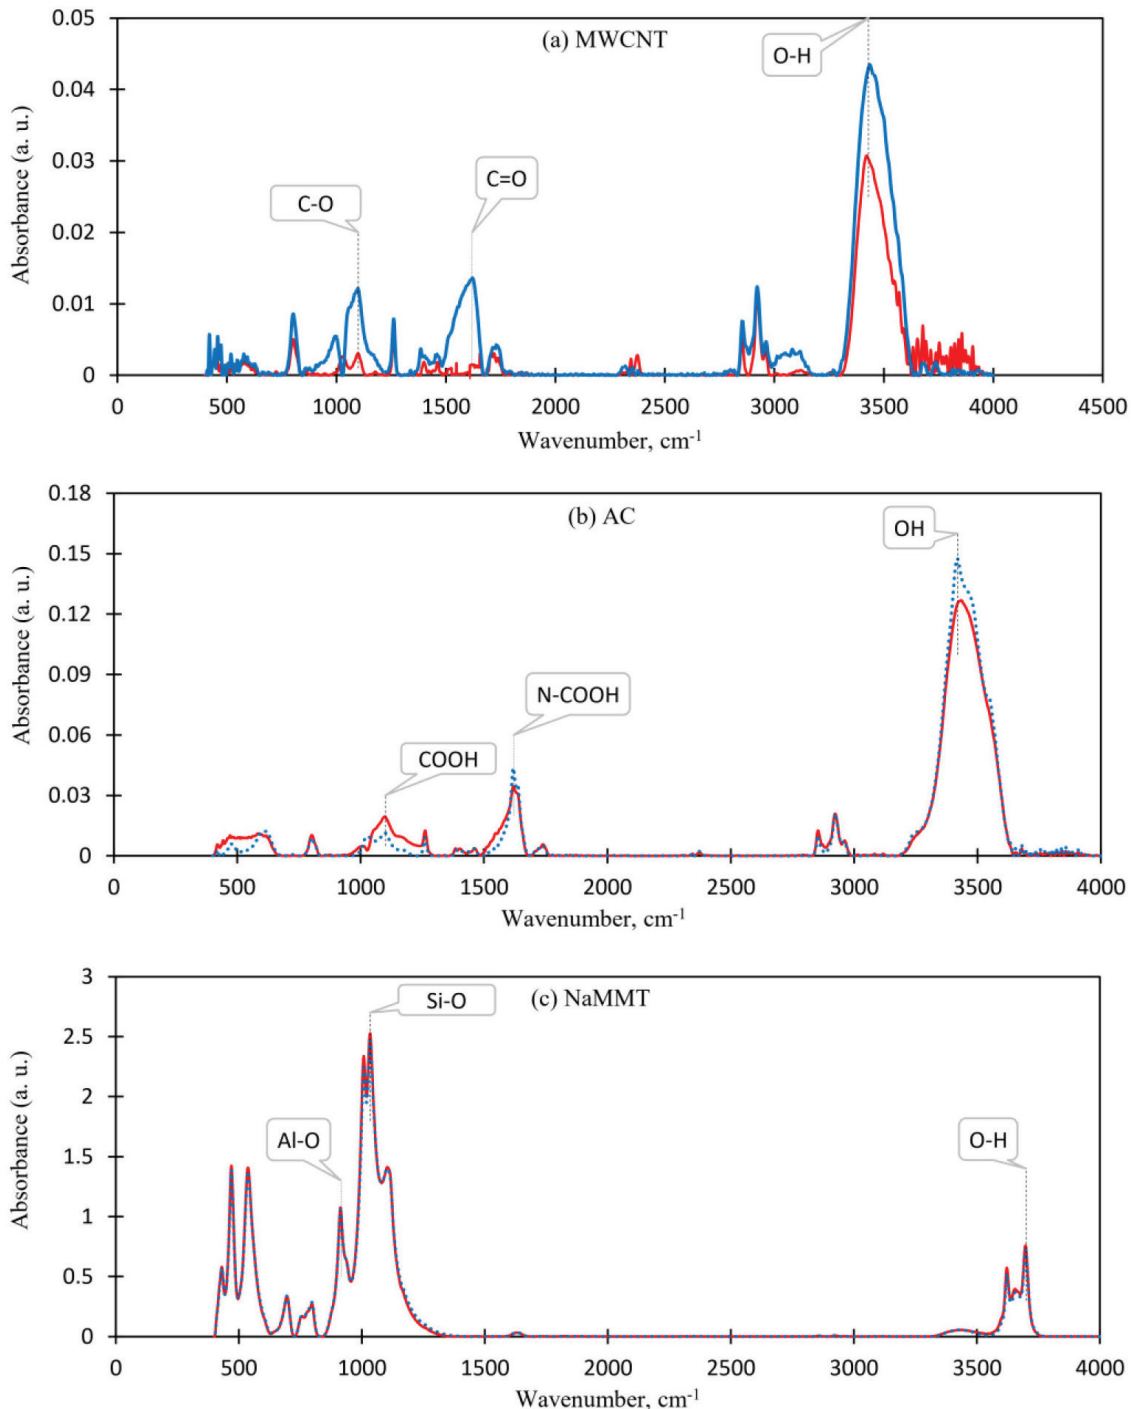 0.05
(a) MWCNT
O-H
0.04
Absorbance (a. u.)
0.03
C=O
C-O
0.02
0.01
0
0 500 1000 1500 2000 2500 3000 3500 4000 4500
Wavenumber, cm-1
0.18
(b) AC
OH
0.15
0.12
Absorbance (a. u.)
0.09
N-COOH
0.06
COOH
0.03
0
0 500 1000 1500 2000 2500 3000 3500 4000
Wavenumber, cm-1
3
Si-O
(c) NaMMT
2.5
2
Absorbance (a. u.)
Al-O
O-H
1.5
1
0.5
0
0 500 1000 1500 2000 2500 3000 3500 4000
Wavenumber, cm-1